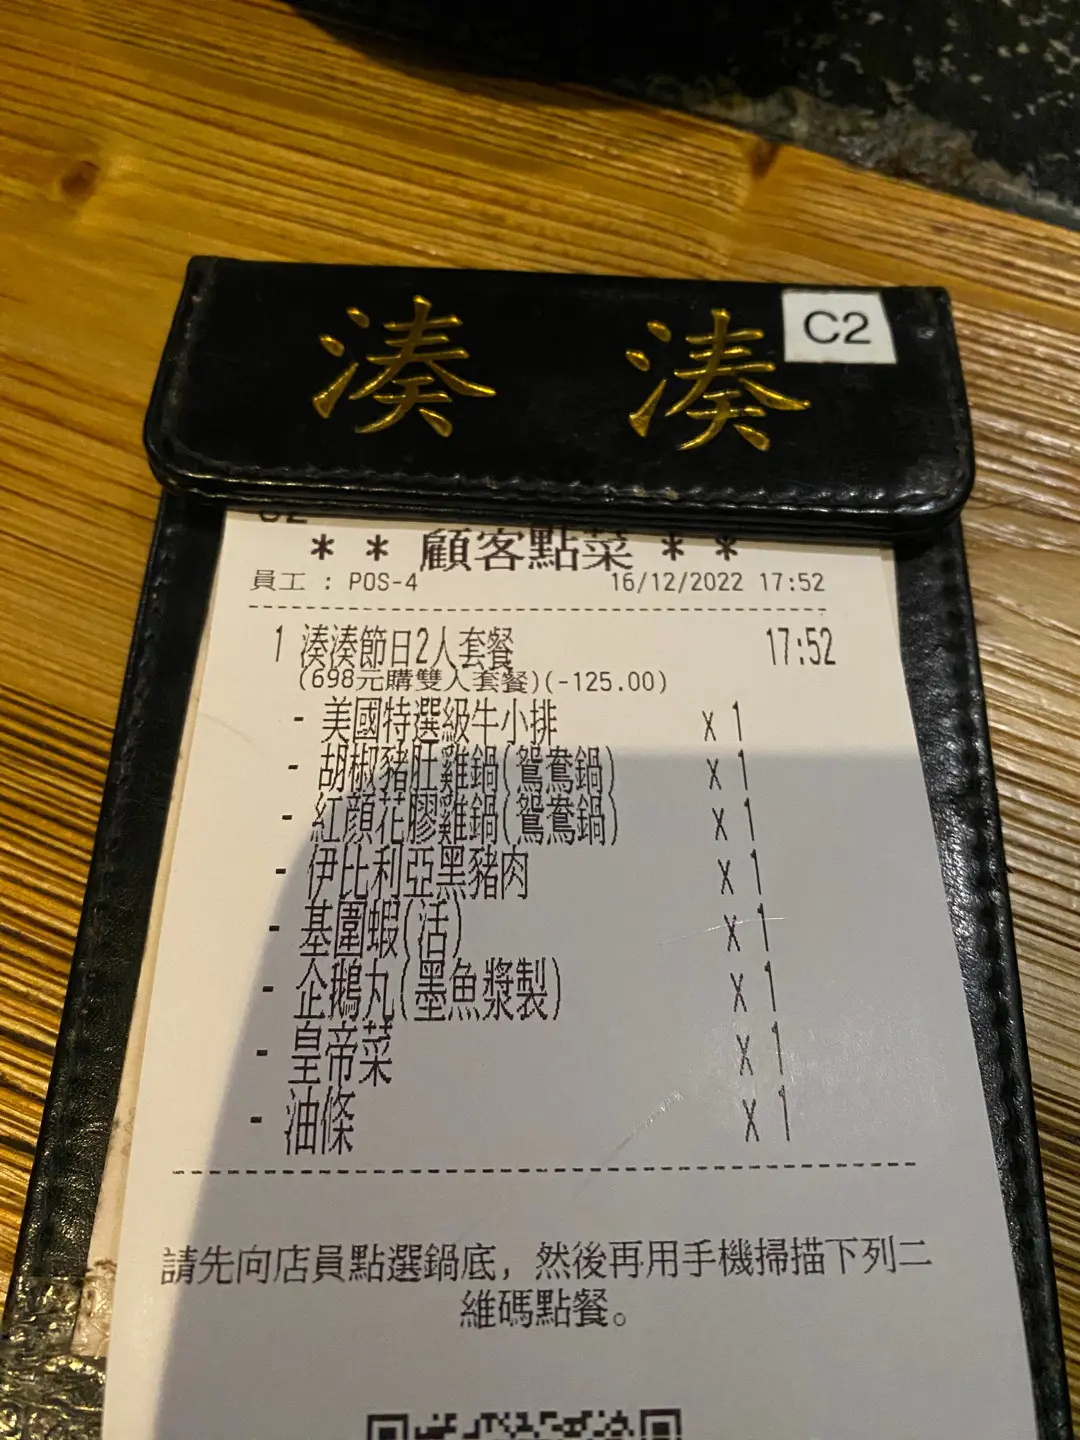 湊 湊
C2
＊ ＊ 顧客點菜 ＊ ＊
員工 : POS-4 16/12/2022 17:52
1 湊湊節日2人套餐 17:52
(698元購雙人套餐)(-125.00)
- 美國特選級牛小排 x 1
- 胡椒豬肚雞鍋(鴛鴦鍋) x 1
- 紅顏花膠雞鍋(鴛鴦鍋) x 1
- 伊比利亞黑豬肉 x 1
- 基圍蝦(活) x 1
- 企鵝丸(墨魚漿製) x 1
- 皇帝菜 x 1
- 油條 x 1
請先向店員點選鍋底，然後再用手機掃描下列二
維碼點餐。